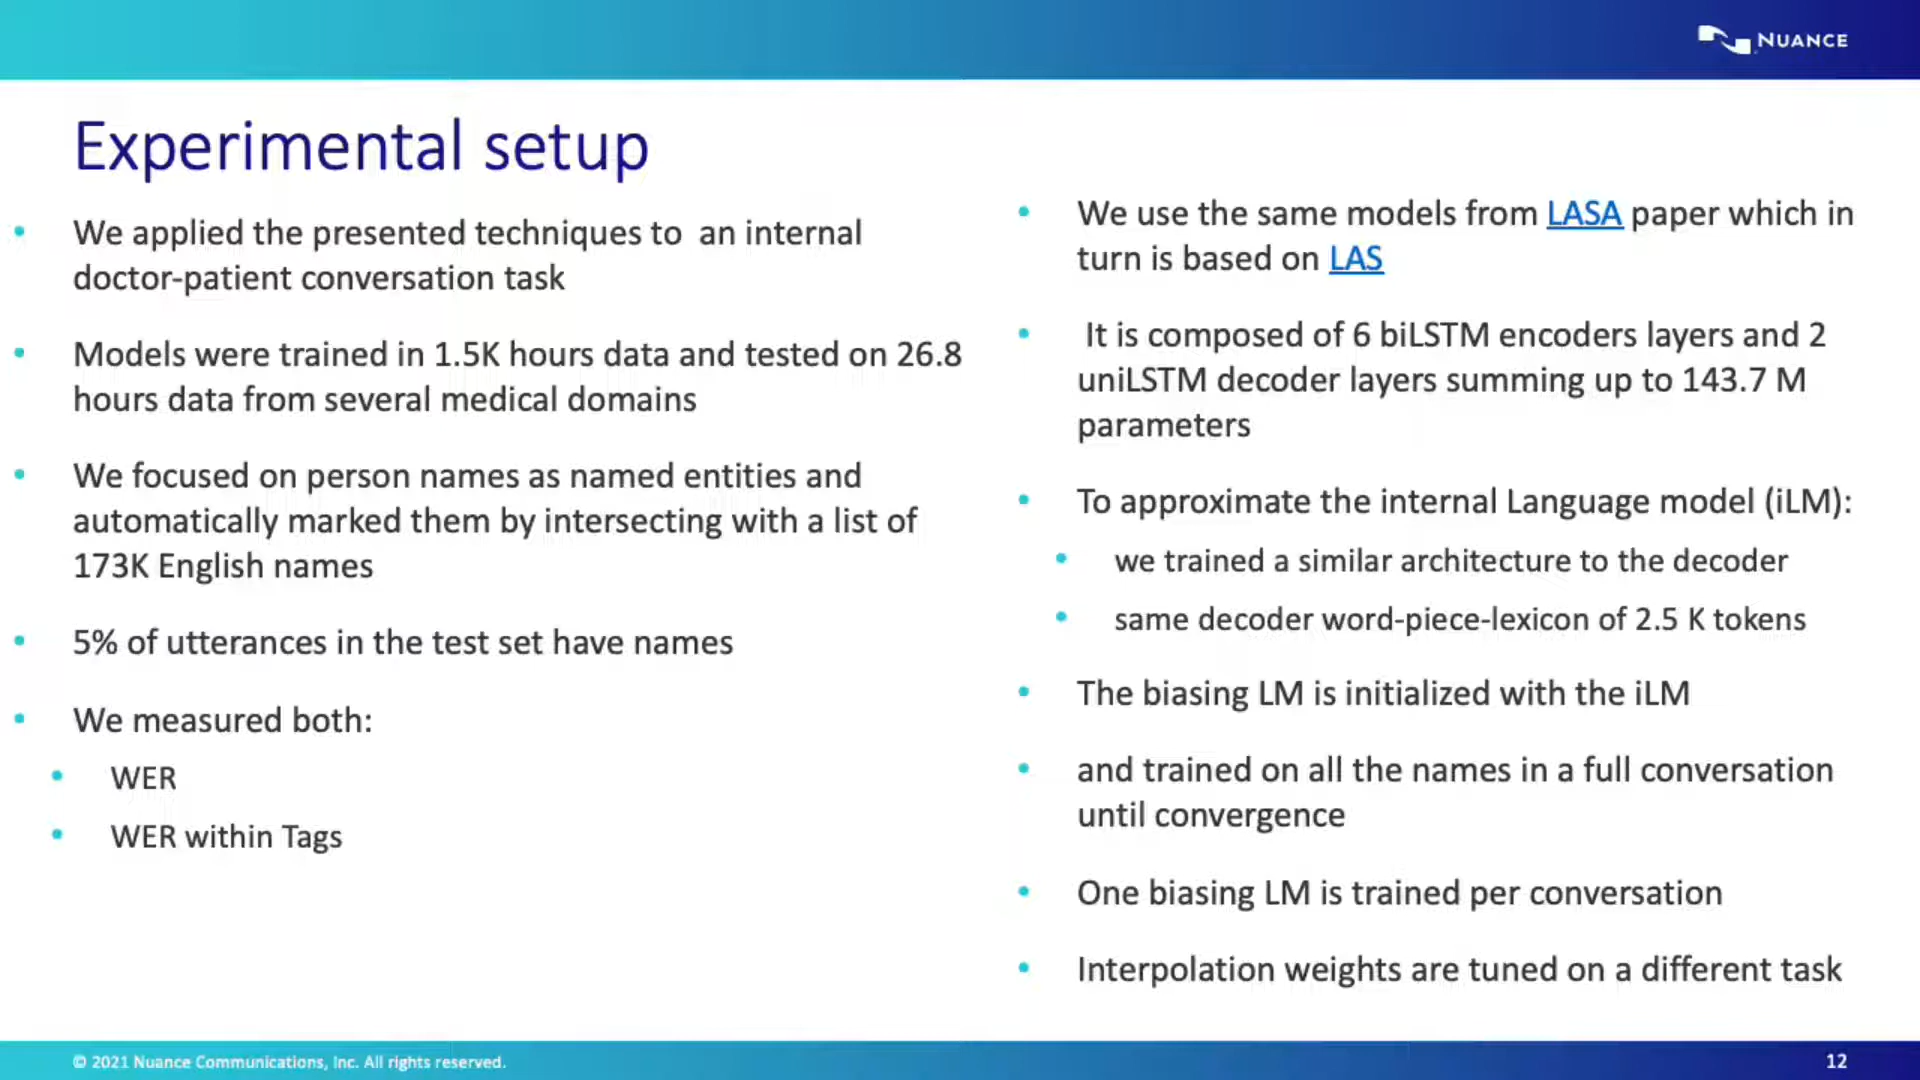 NUANCE
Experimental setup
• We applied the presented techniques to an internal
doctor-patient conversation task
• Models were trained in 1.5K hours data and tested on 26.8
hours data from several medical domains
• We focused on person names as named entities and
automatically marked them by intersecting with a list of
173K English names
• 5% of utterances in the test set have names
• We measured both:
• WER
• WER within Tags
• We use the same models from LASA paper which in
turn is based on LAS
• It is composed of 6 biLSTM encoders layers and 2
uniLSTM decoder layers summing up to 143.7 M
parameters
• To approximate the internal Language model (iLM):
• we trained a similar architecture to the decoder
• same decoder word-piece-lexicon of 2.5 K tokens
• The biasing LM is initialized with the iLM
• and trained on all the names in a full conversation
until convergence
• One biasing LM is trained per conversation
• Interpolation weights are tuned on a different task
© 2021 Nuance Communications, Inc. All rights reserved.
12